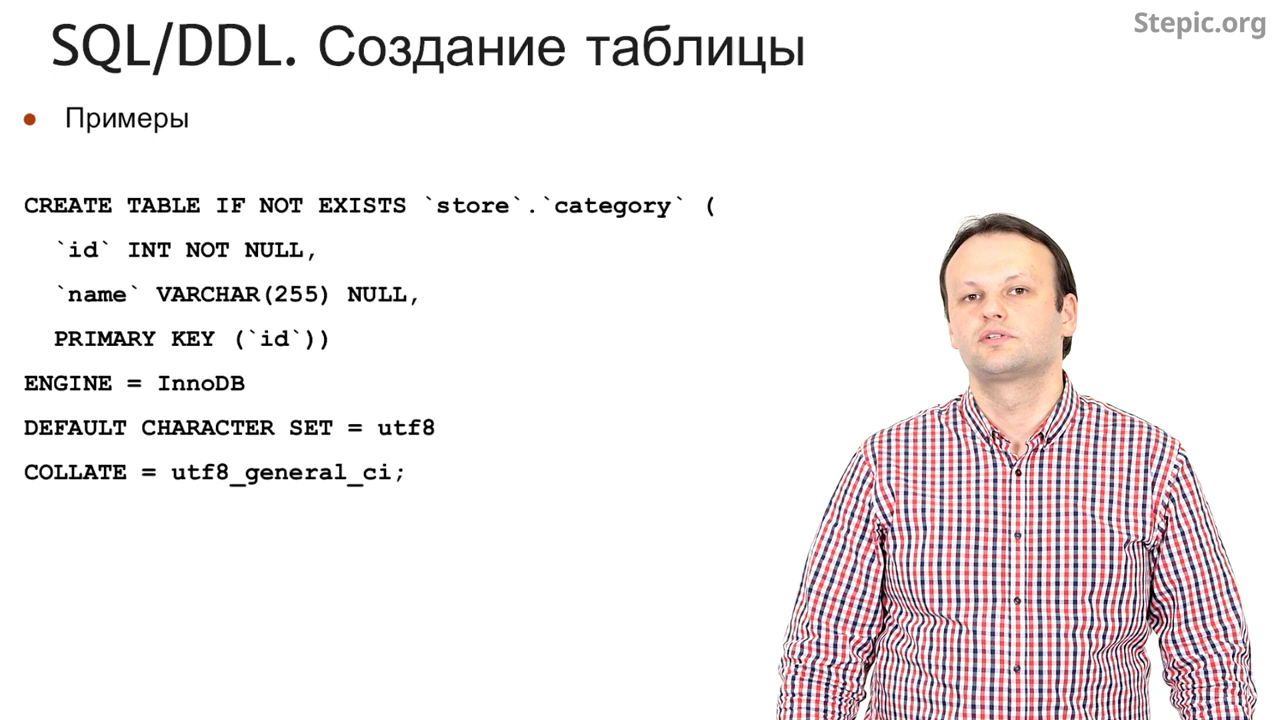 Stepic.org
SQL/DDL. Создание таблицы
Примеры
CREATE TABLE IF NOT EXISTS `store`.`category` (
`id` INT NOT NULL,
`name` VARCHAR(255) NULL,
PRIMARY KEY (`id`))
ENGINE = InnoDB
DEFAULT CHARACTER SET = utf8
COLLATE = utf8_general_ci;